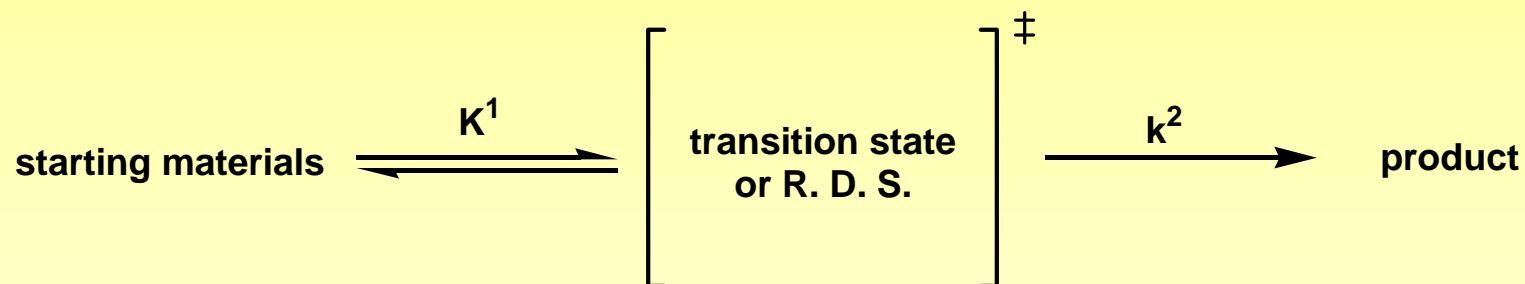 ‡
K¹
k²
starting materials
transition state
or R. D. S.
product